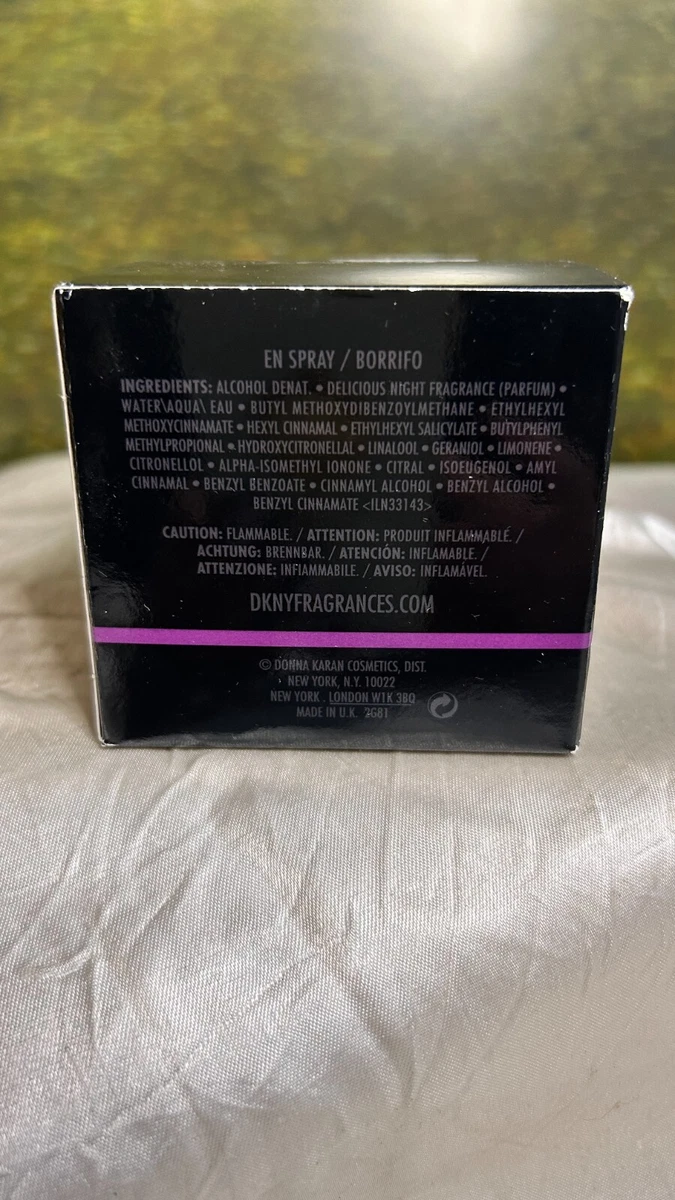 EN SPRAY / BORRIFO
INGREDIENTS: ALCOHOL DENAT. • DELICIOUS NIGHT FRAGRANCE (PARFUM) •
WATER\AQUA\ EAU • BUTYL METHOXYDIBENZOYLMETHANE • ETHYLHEXYL
METHOXYCINNAMATE • HEXYL CINNAMAL • ETHYLHEXYL SALICYLATE • BUTYLPHENYL
METHYLPROPIONAL • HYDROXYCITRONELLAL • LINALOOL • GERANIOL • LIMONENE •
CITRONELLOL • ALPHA-ISOMETHYL IONONE • CITRAL • ISOEUGENOL • AMYL
CINNAMAL • BENZYL BENZOATE • CINNAMYL ALCOHOL • BENZYL ALCOHOL •
BENZYL CINNAMATE <ILN33143>
CAUTION: FLAMMABLE. / ATTENTION: PRODUIT INFLAMMABLE. /
ACHTUNG: BRENNBAR. / ATENCIÓN: INFLAMABLE. /
ATTENZIONE: INFIAMMABILE. / AVISO: INFLAMÁVEL.
DKNYFRAGRANCES.COM
© DONNA KARAN COSMETICS, DIST.
NEW YORK, N.Y. 10022
NEW YORK . LONDON W1K 3BQ
MADE IN U.K. 2G81